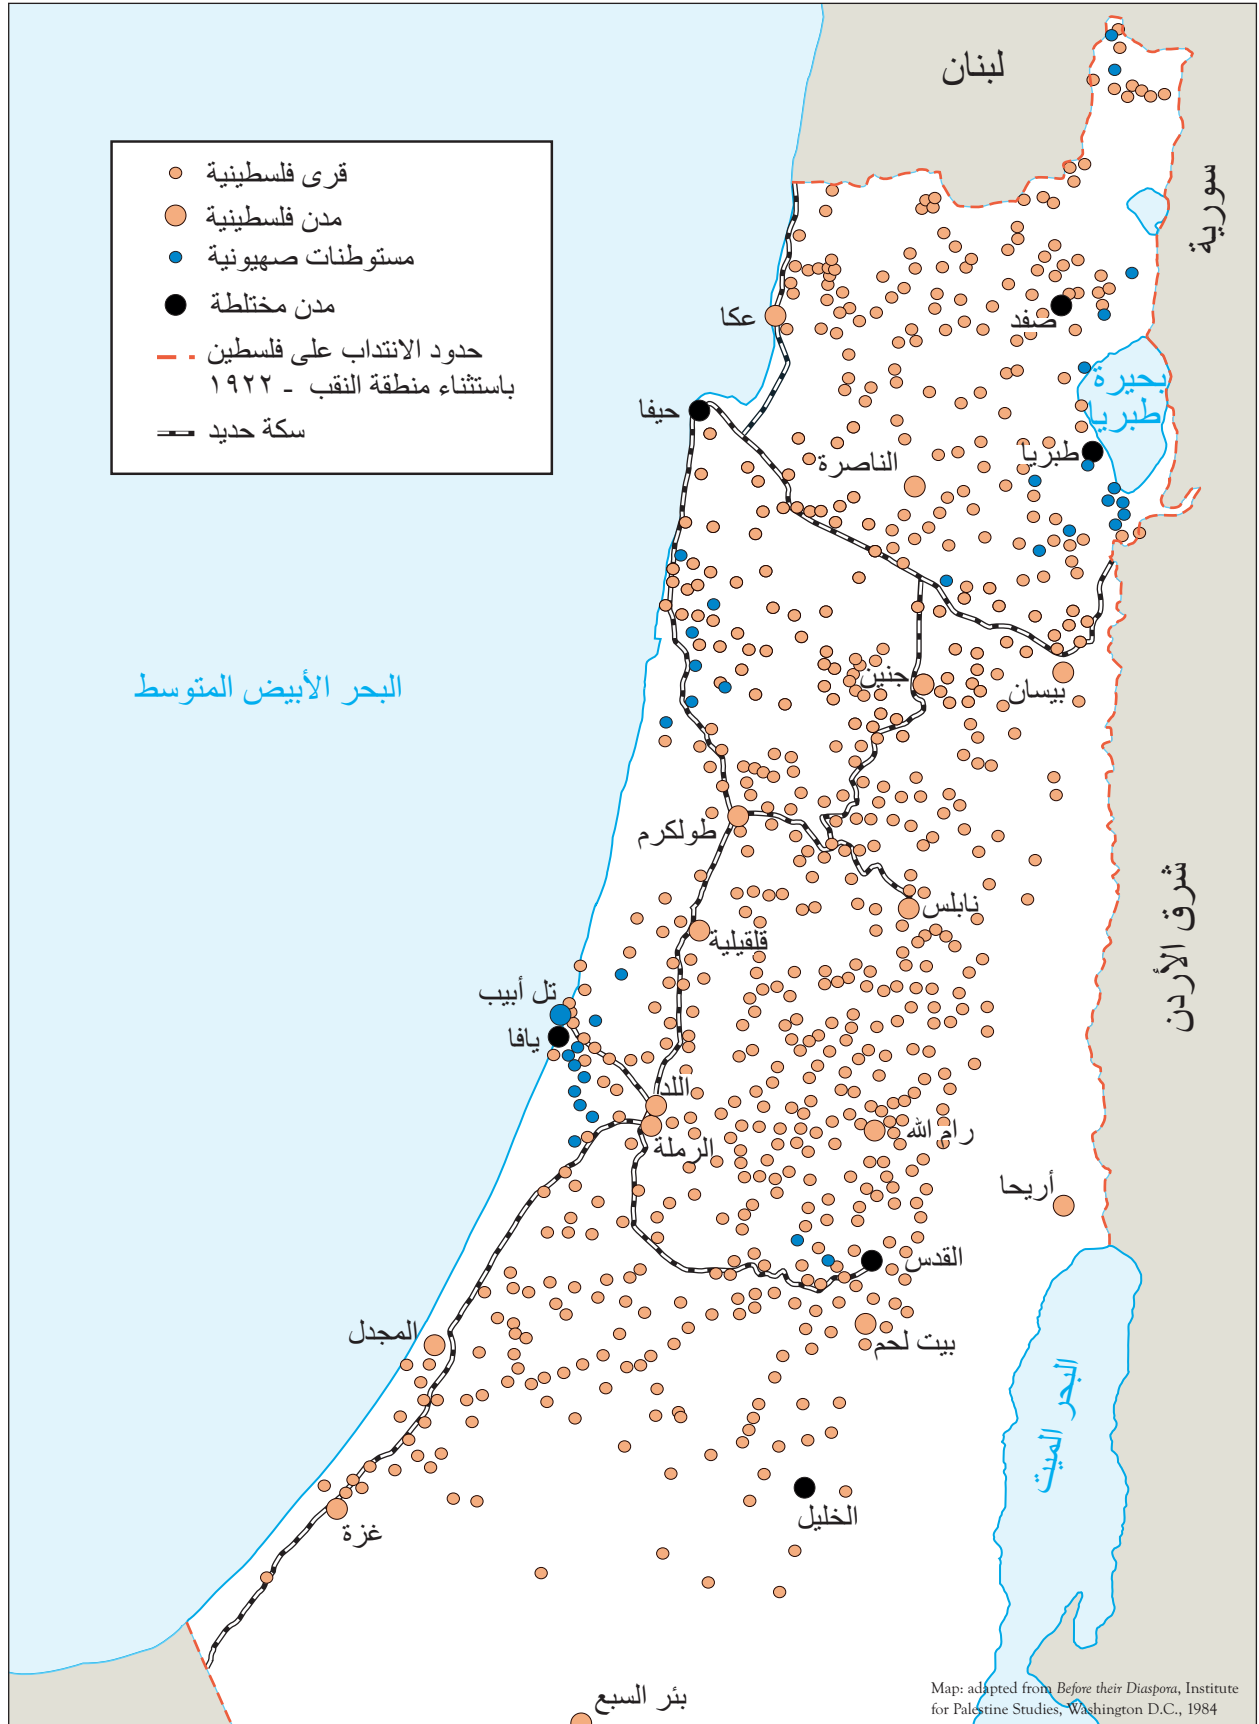 لبنان
سورية
قرى فلسطينية
مدن فلسطينية
مستوطنات صهيونية
مدن مختلطة
حدود الانتداب على فلسطين
باستثناء منطقة النقب - ١٩٢٢
سكة حديد
عكا
صفد
بحيرة
طبريا
حيفا
طبريا
الناصرة
البحر الأبيض المتوسط
جنين
بيسان
طولكرم
نابلس
قلقيلية
شرق الأردن
تل أبيب
يافا
اللد
الرملة
رام الله
أريحا
القدس
المجدل
بيت لحم
البحر الميت
الخليل
غزة
بئر السبع
Map: adapted from Before their Diaspora, Institute
for Palestine Studies, Washington D.C., 1984